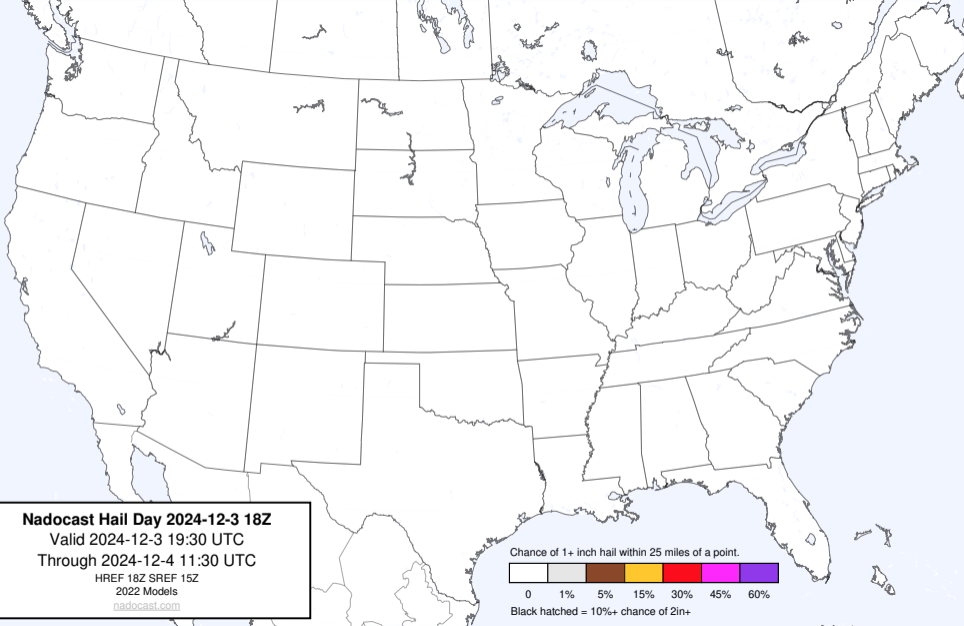 Nadocast Hail Day 2024-12-3 18Z
Valid 2024-12-3 19:30 UTC
Through 2024-12-4 11:30 UTC
HREF 18Z SREF 15Z
2022 Models
nadocast.com
Chance of 1+ inch hail within 25 miles of a point.
0 1% 5% 15% 30% 45% 60%
Black hatched = 10%+ chance of 2in+